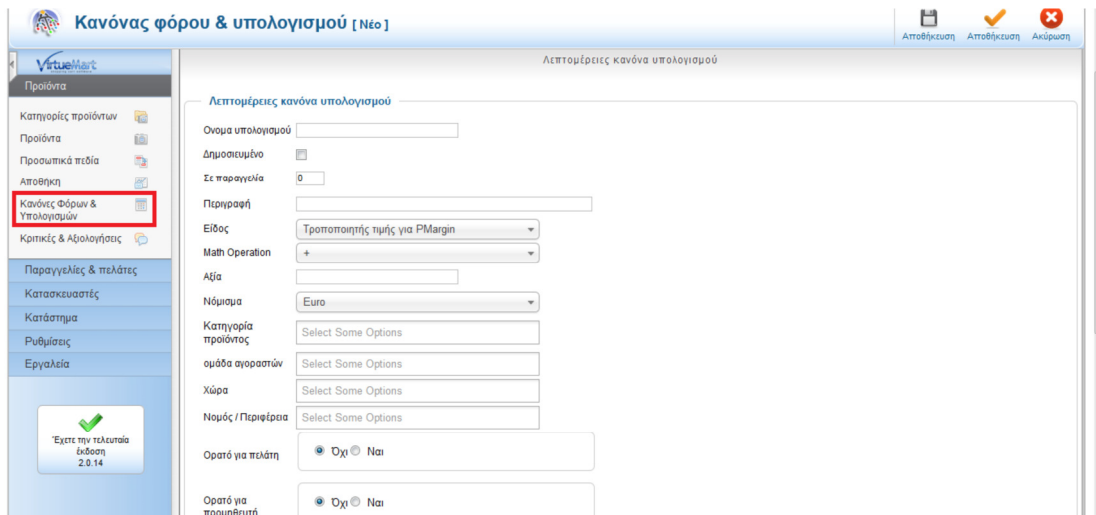 Κανόνας φόρου & υπολογισμού [ Νέο ]
Αποθήκευση Αποθήκευση Ακύρωση
VirtueMart
Προϊόντα
Κατηγορίες προϊόντων
Προϊόντα
Προσωπικά πεδία
Αποθηκη
Κανόνες Φόρων &
Υπολογισμών
Κριτικές & Αξιολογήσεις
Παραγγελίες & πελάτες
Κατασκευαστές
Κατάστημα
Ρυθμίσεις
Εργαλεία
Έχετε την τελευταία
έκδοση
2.0.14
Λεπτομέρειες κανόνα υπολογισμού
Λεπτομέρειες κανόνα υπολογισμού
Ονομα υπολογισμού
Δημοσιευμένο
Σε παραγγελία 0
Περιγραφή
Είδος Τροποποιητής τιμής για PMargin
Math Operation +
Αξία
Νόμισμα Euro
Κατηγορία
προϊόντος Select Some Options
ομάδα αγοραστών Select Some Options
Χώρα Select Some Options
Νομός / Περιφέρεια Select Some Options
Ορατό για πελάτη Όχι Ναι
Ορατό για
προμηθευτή Όχι Ναι